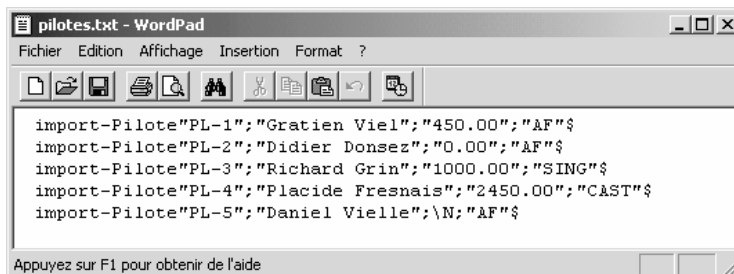 pilotes.txt - WordPad
Fichier Edition Affichage Insertion Format ?
import-Pilote"PL-1";"Gratien Viel";"450.00";"AF"$
import-Pilote"PL-2";"Didier Donsez";"0.00";"AF"$
import-Pilote"PL-3";"Richard Grin";"1000.00";"SING"$
import-Pilote"PL-4";"Placide Fresnais";"2450.00";"CAST"$
import-Pilote"PL-5";"Daniel Vielle";\N;"AF"$
Appuyez sur F1 pour obtenir de l'aide